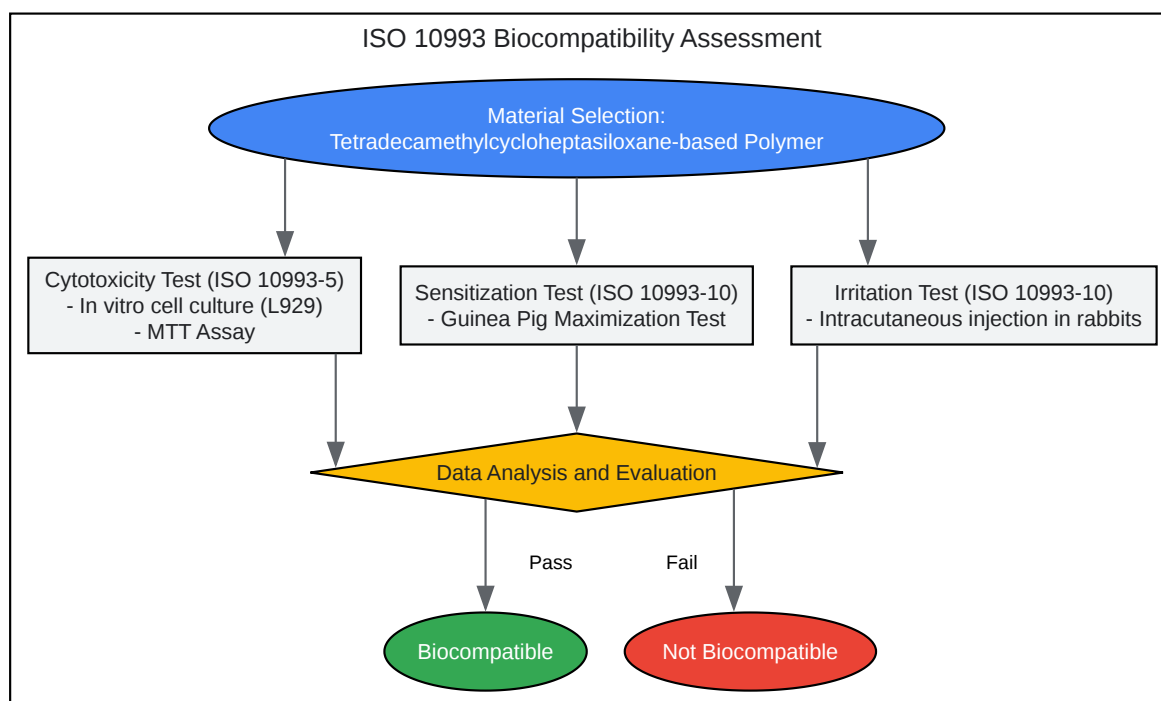 ISO 10993 Biocompatibility Assessment
Material Selection:
Tetradecamethylcycloheptasiloxane-based Polymer
Cytotoxicity Test (ISO 10993-5)
- In vitro cell culture (L929)
- MTT Assay
Sensitization Test (ISO 10993-10)
- Guinea Pig Maximization Test
Irritation Test (ISO 10993-10)
- Intracutaneous injection in rabbits
Data Analysis and Evaluation
Pass
Fail
Biocompatible
Not Biocompatible